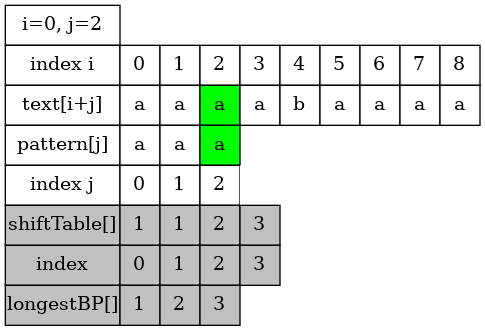 i=0, j=2
index i 0 1 2 3 4 5 6 7 8
text[i+j] a a a a b a a a a
pattern[j] a a a
index j 0 1 2
shiftTable[] 1 1 2 3
index 0 1 2 3
longestBP[] 1 2 3